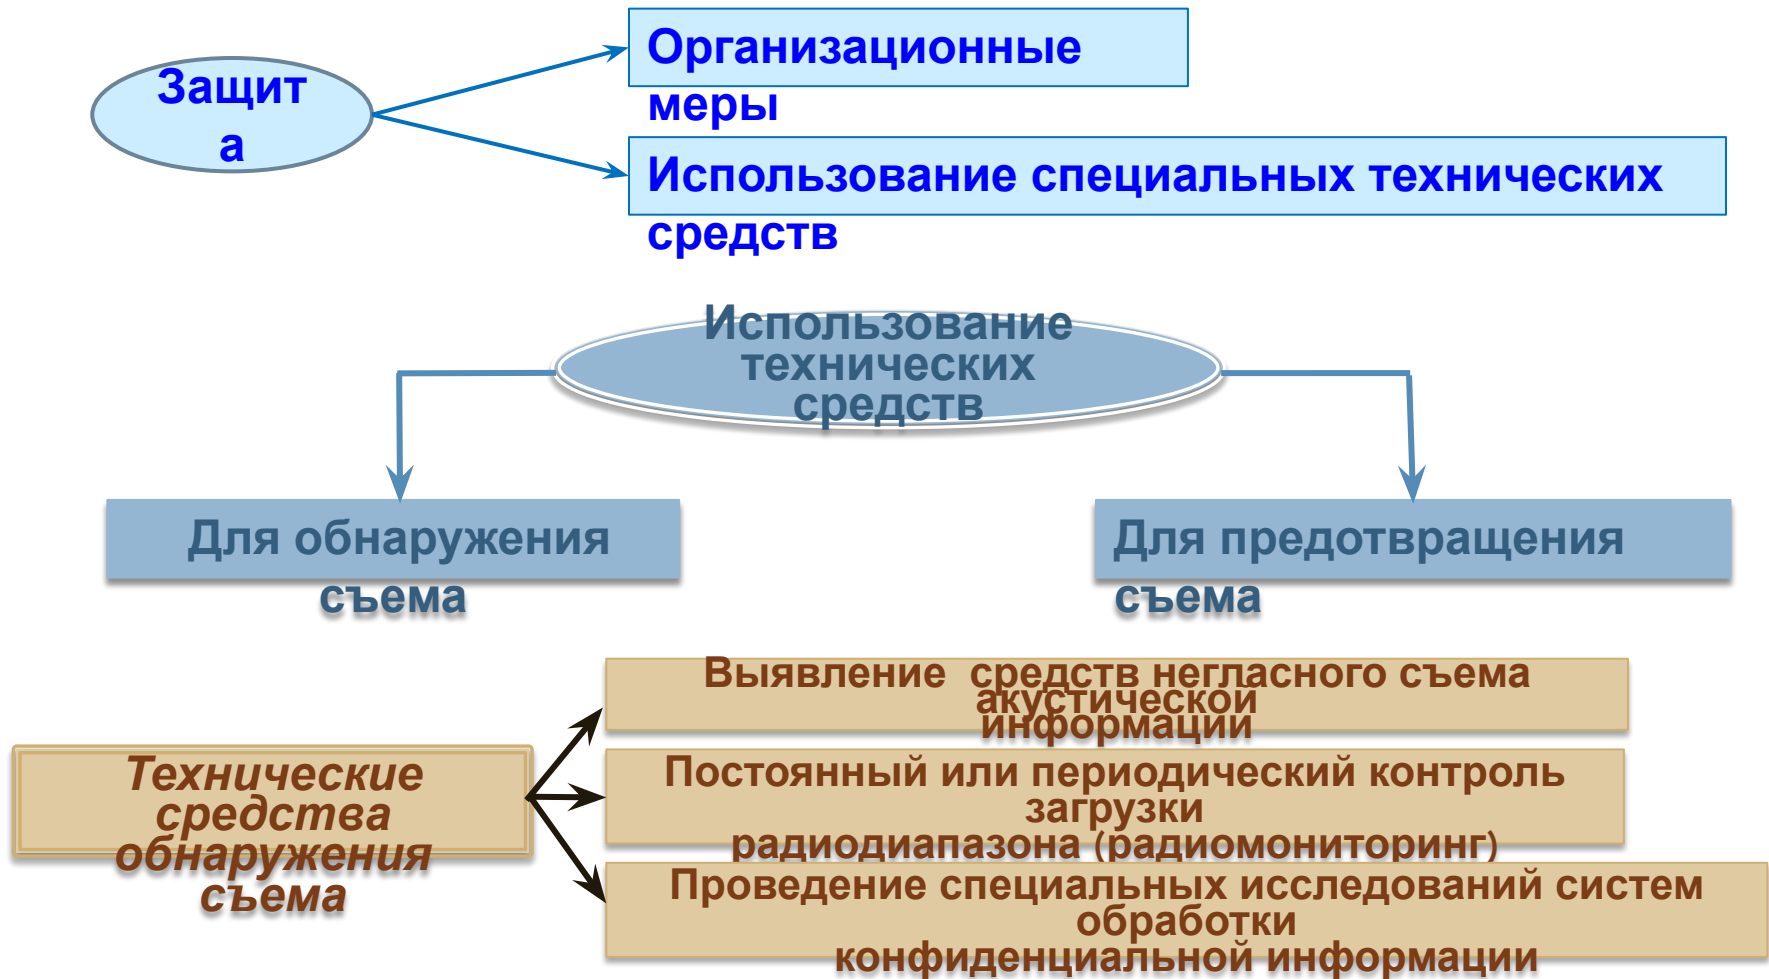 Защит
а
Организационные
меры
Использование специальных технических
средств
Использование
технических
средств
Для обнаружения
съема
Для предотвращения
съема
Технические
средства
обнаружения
съема
Выявление средств негласного съема
акустической
информации
Постоянный или периодический контроль
загрузки
радиодиапазона (радиомониторинг)
Проведение специальных исследований систем
обработки
конфиденциальной информации